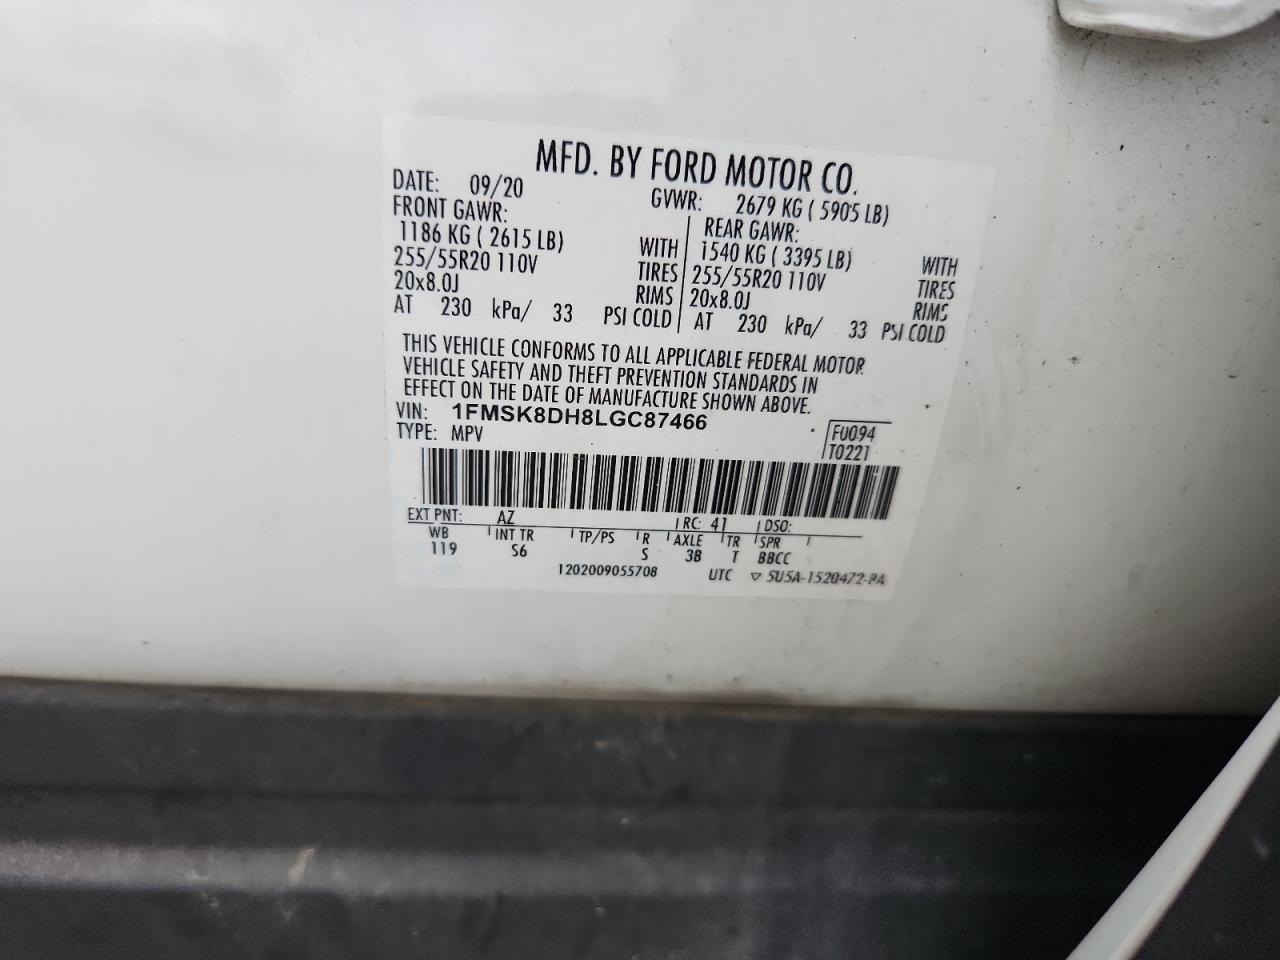 MFD. BY FORD MOTOR CO.
DATE: 09/20 GVWR: 2679 KG ( 5905 LB)
FRONT GAWR: REAR GAWR:
1186 KG ( 2615 LB) WITH 1540 KG ( 3395 LB) WITH
255/55R20 110V TIRES 255/55R20 110V TIRES
20x8.0J RIMS 20x8.0J RIMS
AT 230 kPa/ 33 PSI COLD AT 230 kPa/ 33 PSI COLD
THIS VEHICLE CONFORMS TO ALL APPLICABLE FEDERAL MOTOR
VEHICLE SAFETY AND THEFT PREVENTION STANDARDS IN
EFFECT ON THE DATE OF MANUFACTURE SHOWN ABOVE.
VIN: 1FMSK8DH8LGC87466
TYPE: MPV
FU094
T0221
EXT PNT: AZ RC: 41 DSO:
WB INT TR TP/PS R AXLE TR SPR
119 S6 S 3B T BBCC
1202009055708 UTC ▽ 5U5A-1520472-PA